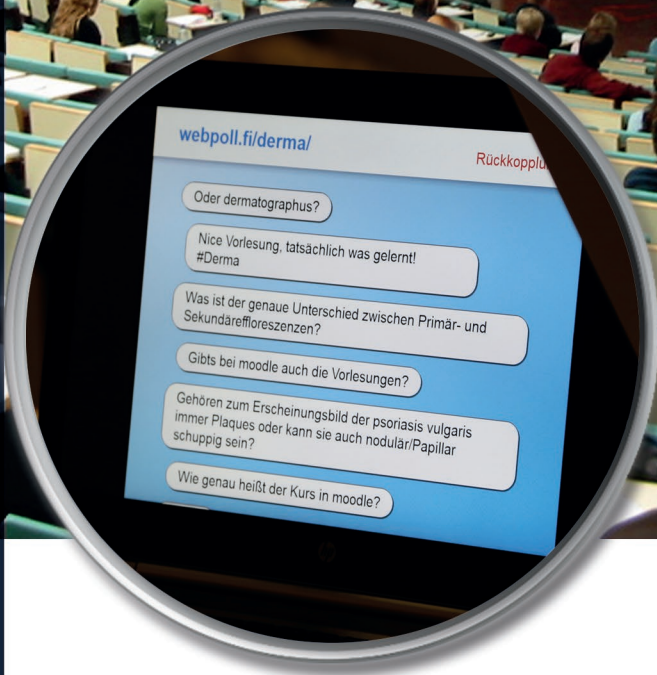 webpoll.fi/derma/
Oder dermatographus?
Nice Vorlesung, tatsächlich was gelernt!
#Derma
Was ist der genaue Unterschied zwischen Primär- und
Sekundäreffloreszenzen?
Gibts bei moodle auch die Vorlesungen?
Gehören zum Erscheinungsbild der psoriasis vulgaris
immer Plaques oder kann sie auch nodulär/Papillar
schuppig sein?
Wie genau heißt der Kurs in moodle?
hp